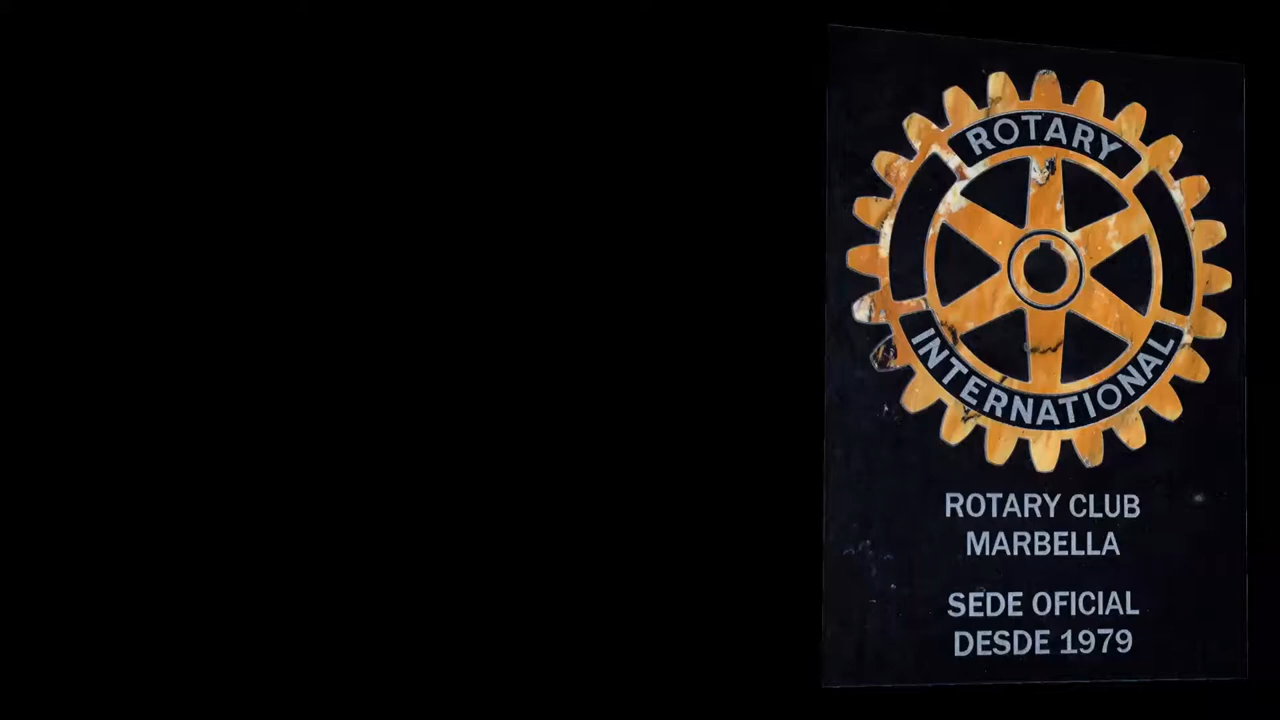 ROTARY
INTERNATIONAL
ROTARY CLUB
MARBELLA
SEDE OFICIAL
DESDE 1979